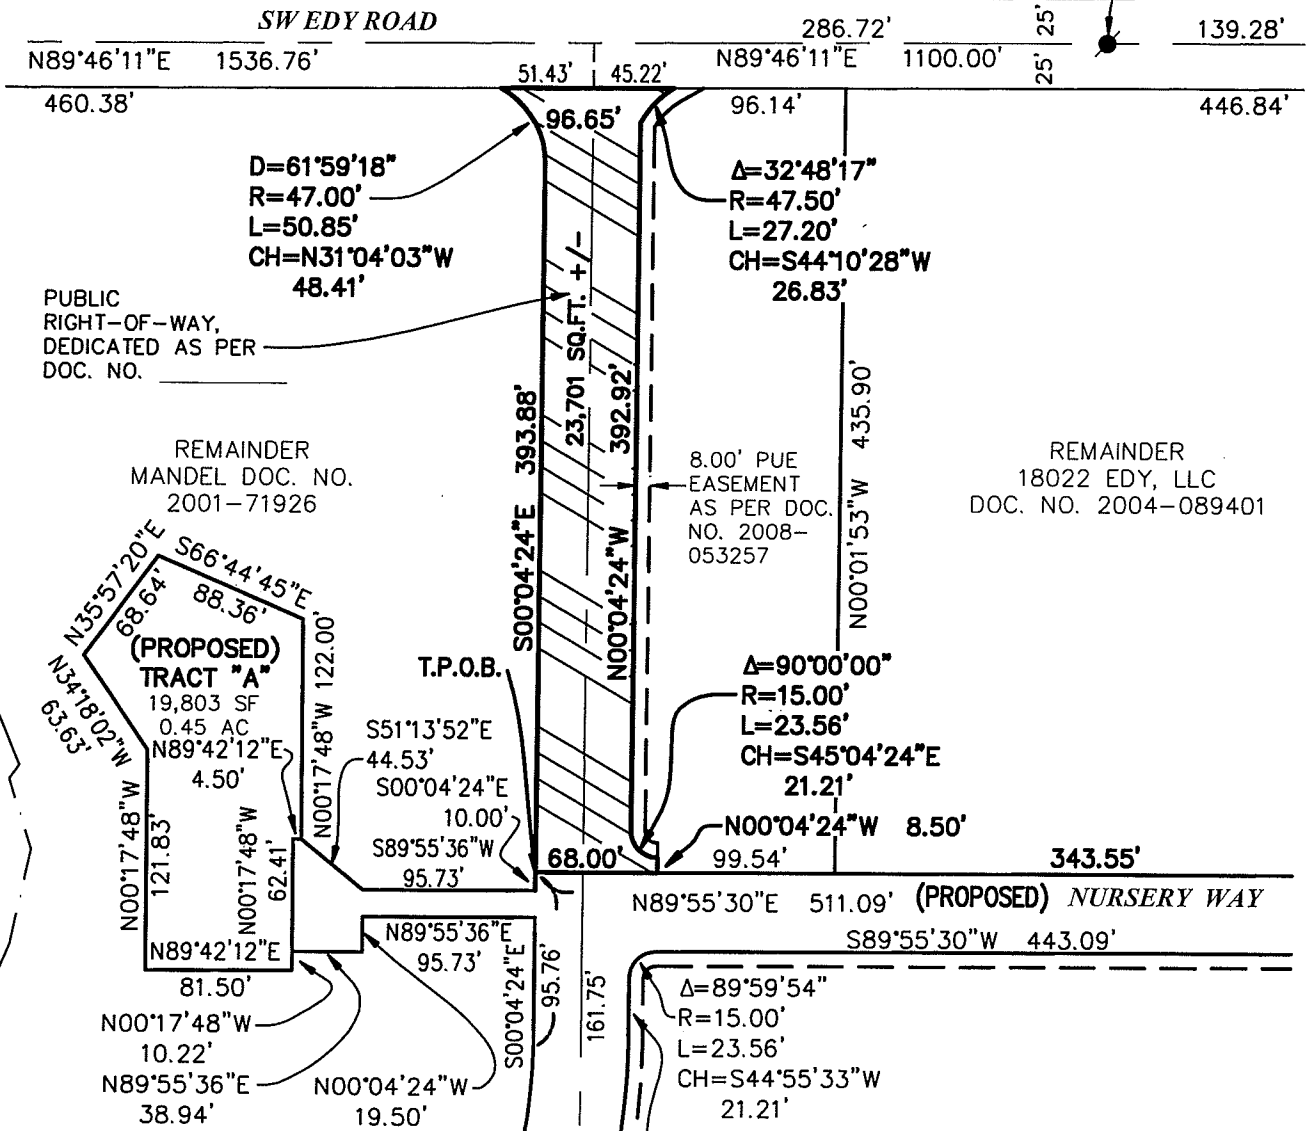 SW EDY ROAD
286.72'
25'
139.28'
N89°46'11"E 1536.76'
N89°46'11"E 1100.00'
25'
51.43' 45.22'
460.38'
96.65'
96.14'
446.84'
D=61°59'18"
R=47.00'
L=50.85'
CH=N31°04'03"W
48.41'
Δ=32°48'17"
R=47.50'
L=27.20'
CH=S44°10'28"W
26.83'
PUBLIC
RIGHT-OF-WAY,
DEDICATED AS PER
DOC. NO.
23,701 SQ.FT. +/-
S00°04'24"E 393.88'
N00°04'24"W 392.92'
N00°01'53"W 435.90'
REMAINDER
MANDEL DOC. NO.
2001-71926
8.00' PUE
EASEMENT
AS PER DOC.
NO. 2008-
053257
REMAINDER
18022 EDY, LLC
DOC. NO. 2004-089401
N35°57'20"E
68.64'
S66°44'45"E
88.36'
(PROPOSED)
TRACT "A"
19,803 SF
0.45 AC
N34°18'02"W
63.63'
N00°17'48"W 122.00'
N89°42'12"E
4.50'
T.P.O.B.
S51°13'52"E
44.53'
S00°04'24"E
10.00'
S89°55'36"W
95.73'
Δ=90°00'00"
R=15.00'
L=23.56'
CH=S45°04'24"E
21.21'
N00°04'24"W 8.50'
68.00'
99.54'
343.55'
N00°17'48"W
121.83'
N00°17'48"W
62.41'
N89°55'30"E 511.09' (PROPOSED) NURSERY WAY
N89°42'12"E
81.50'
N89°55'36"E
95.73'
S00°04'24"E
95.76'
161.75'
S89°55'30"W 443.09'
N00°17'48"W
10.22'
N89°55'36"E
38.94'
N00°04'24"W
19.50'
Δ=89°59'54"
R=15.00'
L=23.56'
CH=S44°55'33"W
21.21'